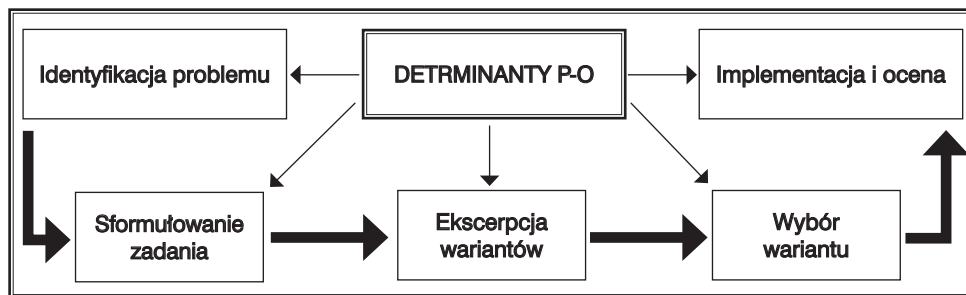 Identyfikacja problemu
DETRMINANTY P-O
Implementacja i ocena
Sformułowanie
zadania
Ekscerpcja
wariantów
Wybór
wariantu